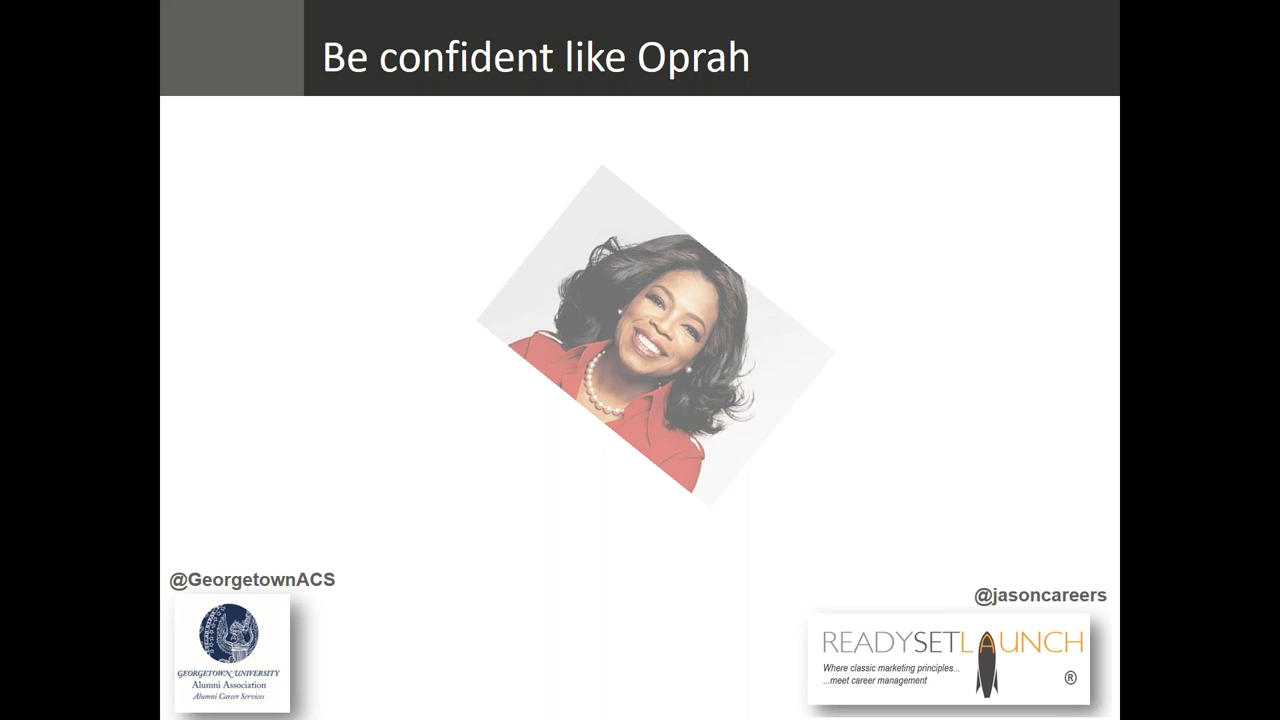 Be confident like Oprah
@GeorgetownACS
GEORGETOWN UNIVERSITY
Alumni Association
Alumni Career Services
@jasoncareers
READYSETLAUNCH
Where classic marketing principles...
...meet career management
®